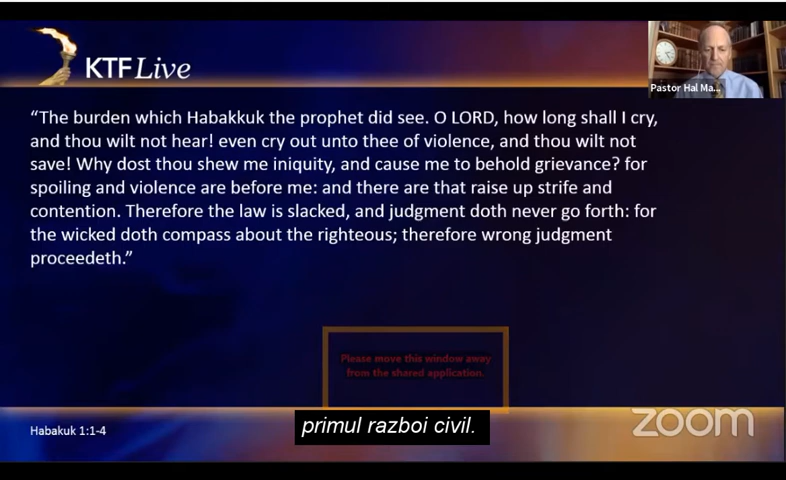 KTFLive
Pastor Hal Ma...
“The burden which Habakkuk the prophet did see. O LORD, how long shall I cry,
and thou wilt not hear! even cry out unto thee of violence, and thou wilt not
save! Why dost thou shew me iniquity, and cause me to behold grievance? for
spoiling and violence are before me: and there are that raise up strife and
contention. Therefore the law is slacked, and judgment doth never go forth: for
the wicked doth compass about the righteous; therefore wrong judgment
proceedeth.”
Please move this window away
from the shared application.
Habakuk 1:1-4
primul razboi civil.
zoom